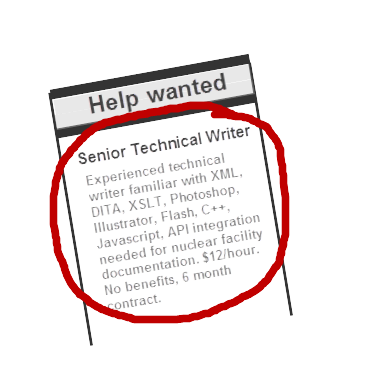 Help wanted
Senior Technical Writer
Experienced technical
writer familiar with XML,
DITA, XSLT, Photoshop,
Illustrator, Flash, C++,
Javascript, API integration
needed for nuclear facility
documentation. $12/hour.
No benefits, 6 month
contract.